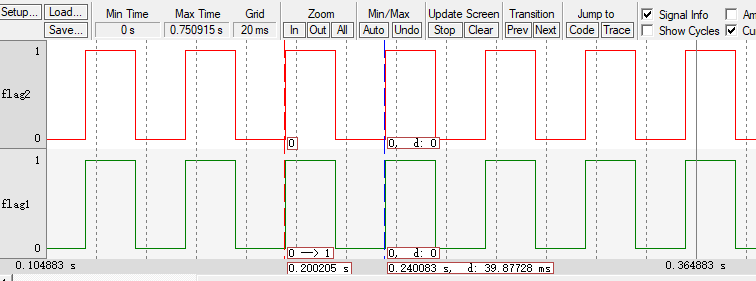 Setup... Load... Min Time Max Time Grid Zoom Min/Max Update Screen Transition Jump to Signal Info
Save... 0 s 0.750915 s 20 ms In Out All Auto Undo Stop Clear Prev Next Code Trace Show Cycles
1
flag2
0
0 0, d: 0
1
flag1
0
0 —> 1 0, d: 0
0.104883 s 0.200205 s 0.240083 s, d: 39.87728 ms 0.364883 s